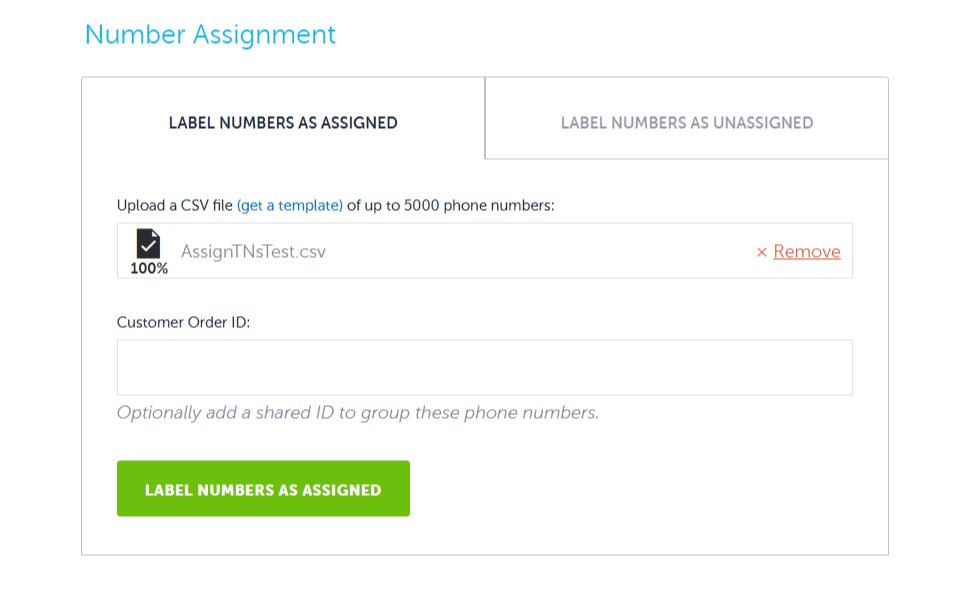 Number Assignment
LABEL NUMBERS AS ASSIGNED
LABEL NUMBERS AS UNASSIGNED
Upload a CSV file (get a template) of up to 5000 phone numbers:
100%
AssignTNsTest.csv
× Remove
Customer Order ID:
Optionally add a shared ID to group these phone numbers.
LABEL NUMBERS AS ASSIGNED